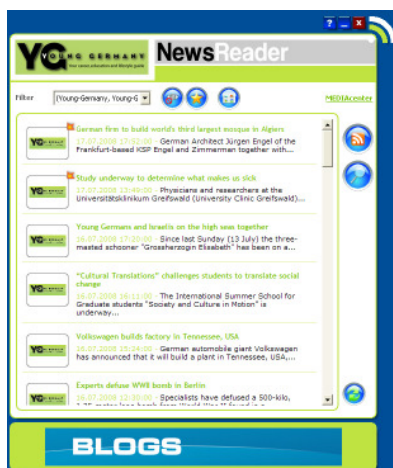 ? _ x
YG YOUNG GERMANY
Your career education and lifestyle guide
NewsReader
Filter (Young-Germany, Young-G
MEDIAcenter
German firm to build world's third largest mosque in Algiers
17.07.2008 17:52:00 - German Architect Jürgen Engel of the
Frankfurt-based KSP Engel and Zimmerman together with...
Study underway to determine what makes us sick
17.07.2008 13:49:00 - Physicians and researchers at the
Universitätsklinikum Greifswald (University Clinic Greifswald)...
Young Germans and Israelis on the high seas together
16.07.2008 17:10:00 - Since last Sunday (13 July) the three-
masted schooner "Grossherzogin Elisabeth" has been on a...
"Cultural Translations" challenges students to translate social
change
16.07.2008 16:11:00 - The International Summer School for
Graduate students "Society and Culture in Motion" is
underway...
Volkswagen builds factory in Tennessee, USA
16.07.2008 15:24:00 - German automobile giant Volkswagen
has announced that it will build a plant in Tennessee, USA,...
Experts defuse WWII bomb in Berlin
16.07.2008 12:30:00 - Specialists have defused a 500-kilo,
BLOGS